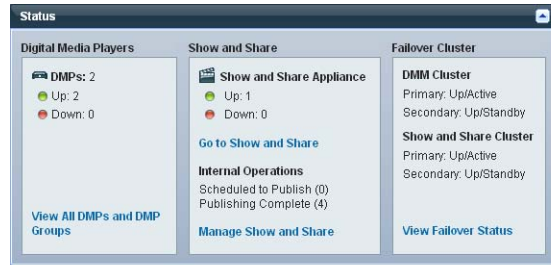 Status
Digital Media Players
DMPs: 2
Up: 2
Down: 0
View All DMPs and DMP
Groups
Show and Share
Show and Share Appliance
Up: 1
Down: 0
Go to Show and Share
Internal Operations
Scheduled to Publish (0)
Publishing Complete (4)
Manage Show and Share
Failover Cluster
DMM Cluster
Primary: Up/Active
Secondary: Up/Standby
Show and Share Cluster
Primary: Up/Active
Secondary: Up/Standby
View Failover Status